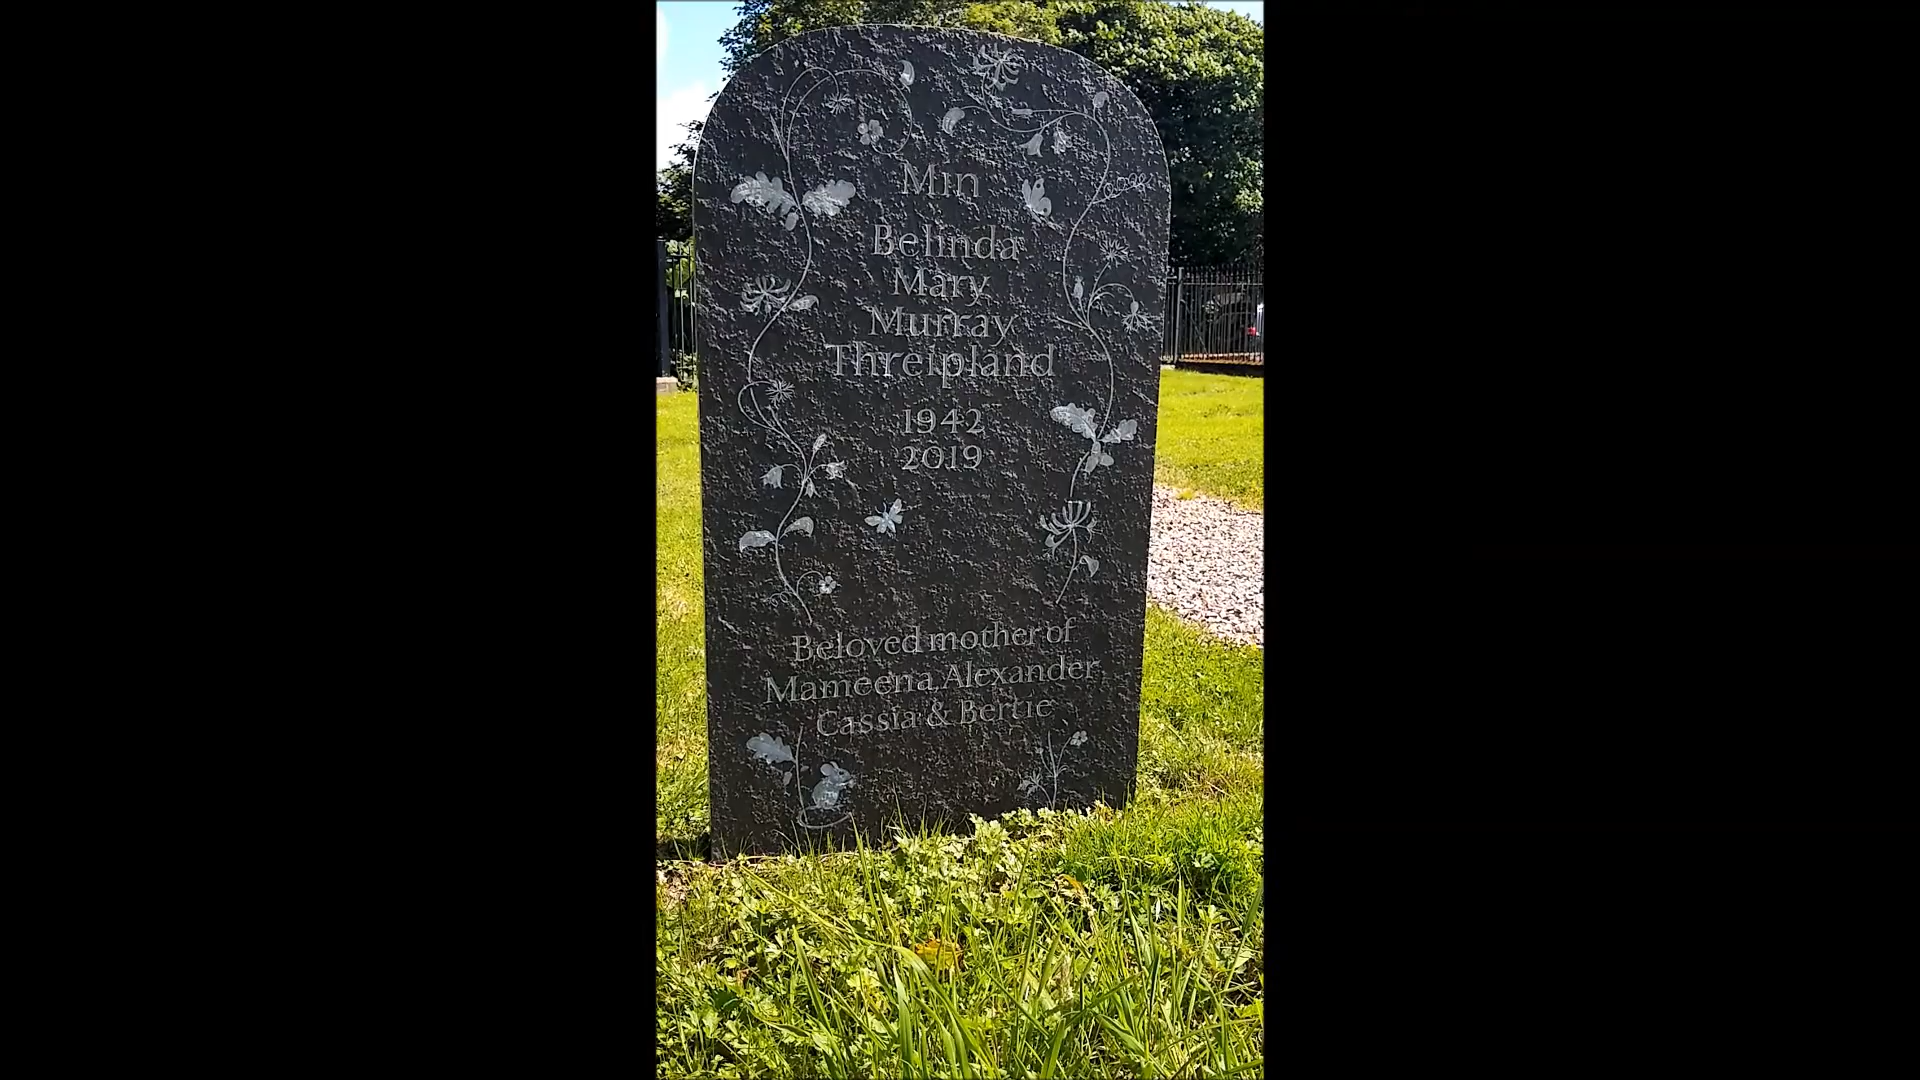 Min
Belinda
Mary
Murray
Threipland
1942
2019
Beloved mother of
Mameena, Alexander
Cassia & Bertie